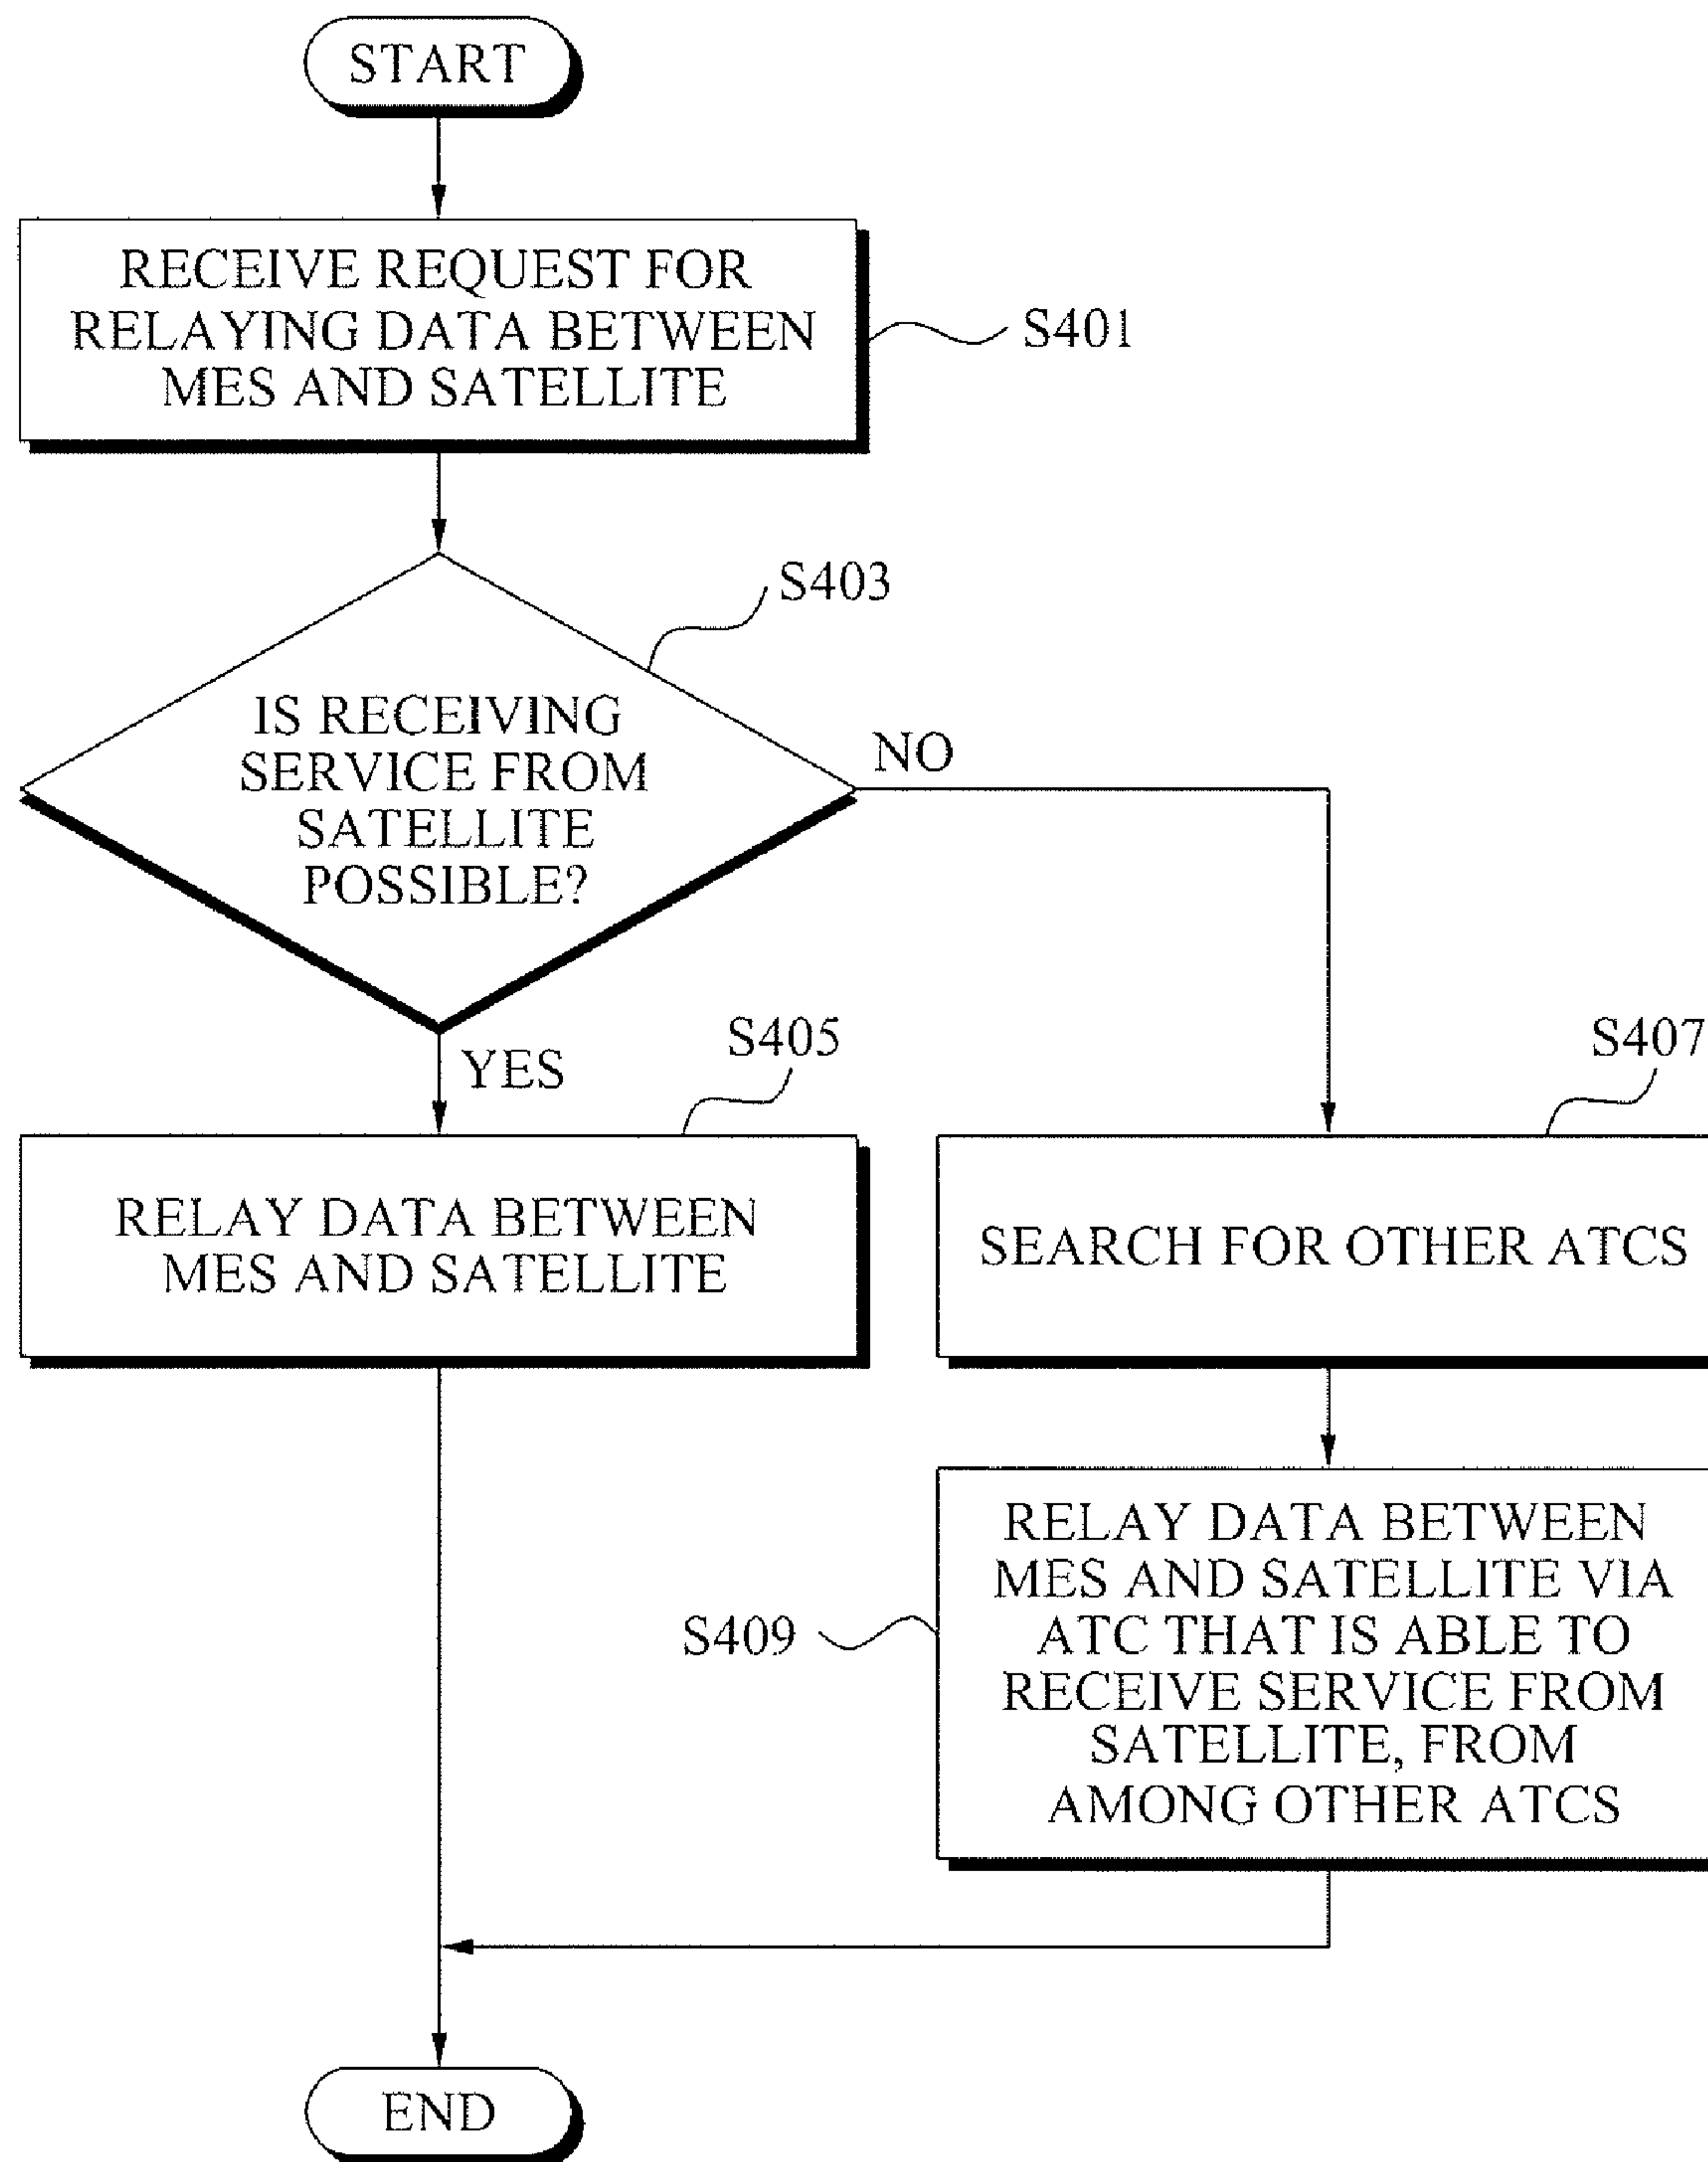 START
RECEIVE REQUEST FOR
RELAYING DATA BETWEEN
MES AND SATELLITE
S401
S403
IS RECEIVING
SERVICE FROM
SATELLITE
POSSIBLE?
NO
YES
S405
RELAY DATA BETWEEN
MES AND SATELLITE
S407
SEARCH FOR OTHER ATCS
S409
RELAY DATA BETWEEN
MES AND SATELLITE VIA
ATC THAT IS ABLE TO
RECEIVE SERVICE FROM
SATELLITE, FROM
AMONG OTHER ATCS
END